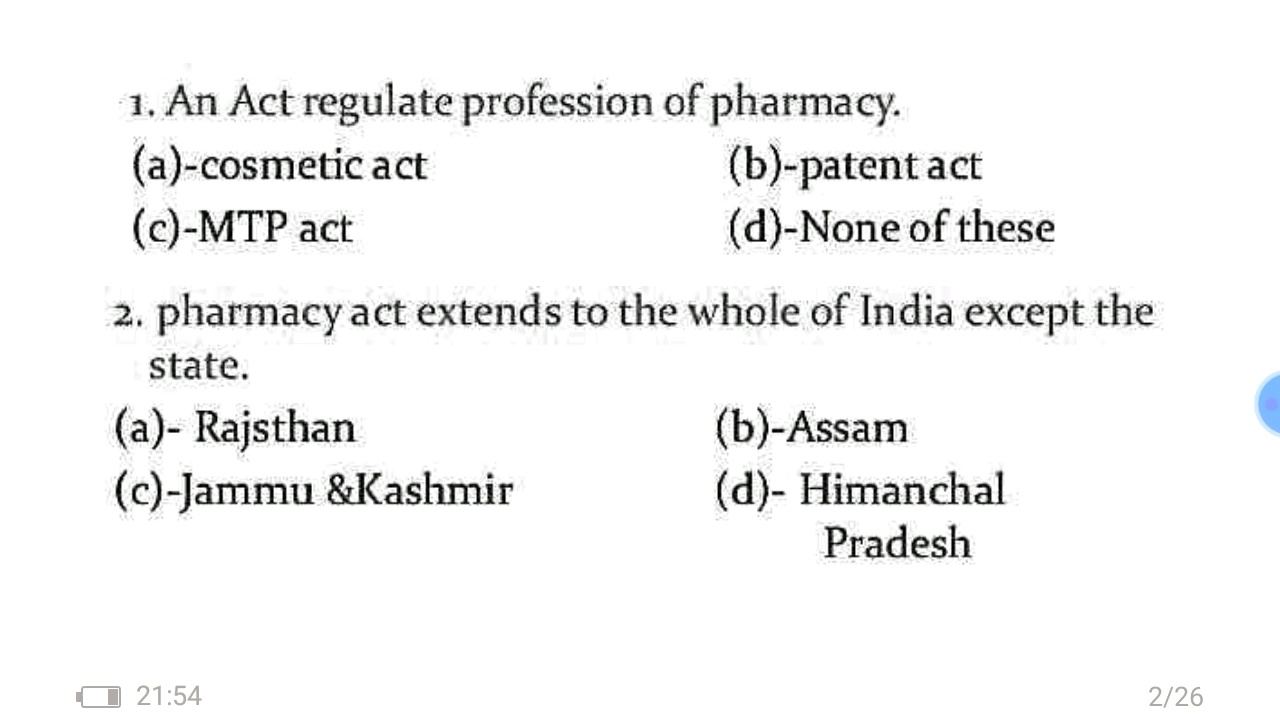 1. An Act regulate profession of pharmacy.
(a)-cosmetic act (b)-patent act
(c)-MTP act (d)-None of these
2. pharmacy act extends to the whole of India except the
state.
(a)- Rajsthan (b)-Assam
(c)-Jammu &Kashmir (d)- Himanchal
Pradesh
21:54 2/26